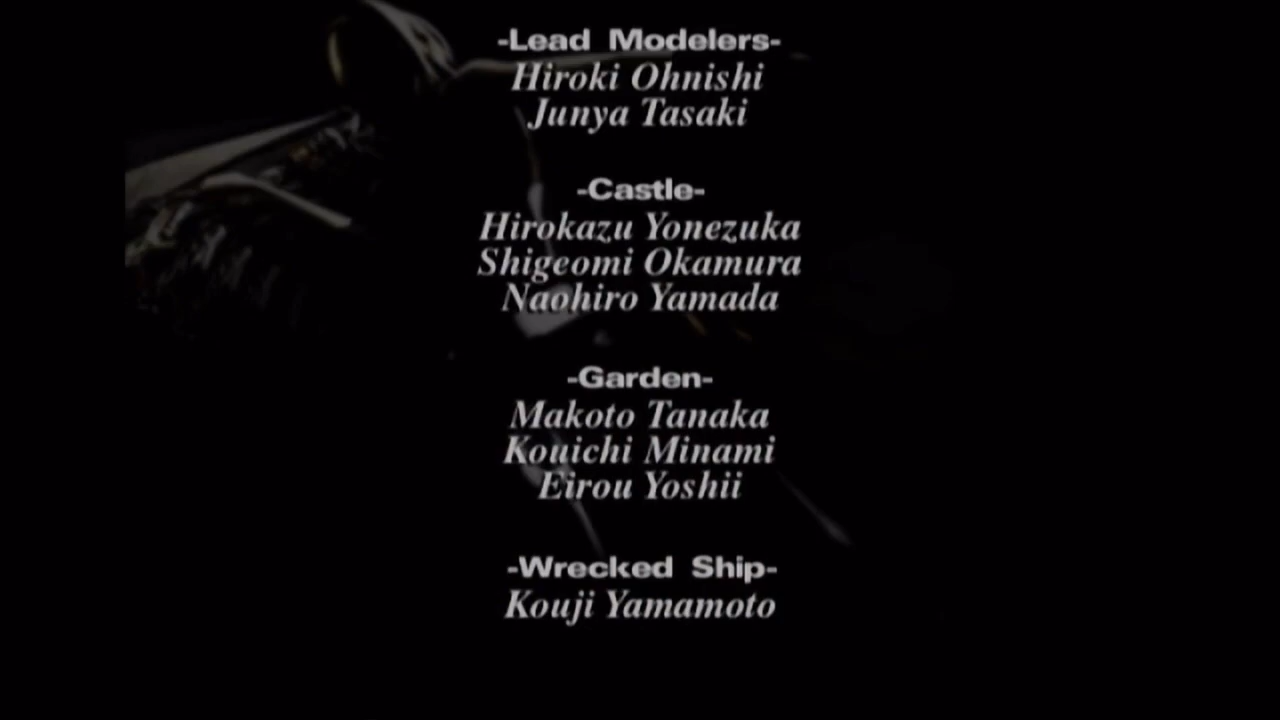 -Lead Modelers-
Hiroki Ohnishi
Junya Tasaki
-Castle-
Hirokazu Yonezuka
Shigeomi Okamura
Naohiro Yamada
-Garden-
Makoto Tanaka
Kouichi Minami
Eirou Yoshii
-Wrecked Ship-
Kouji Yamamoto